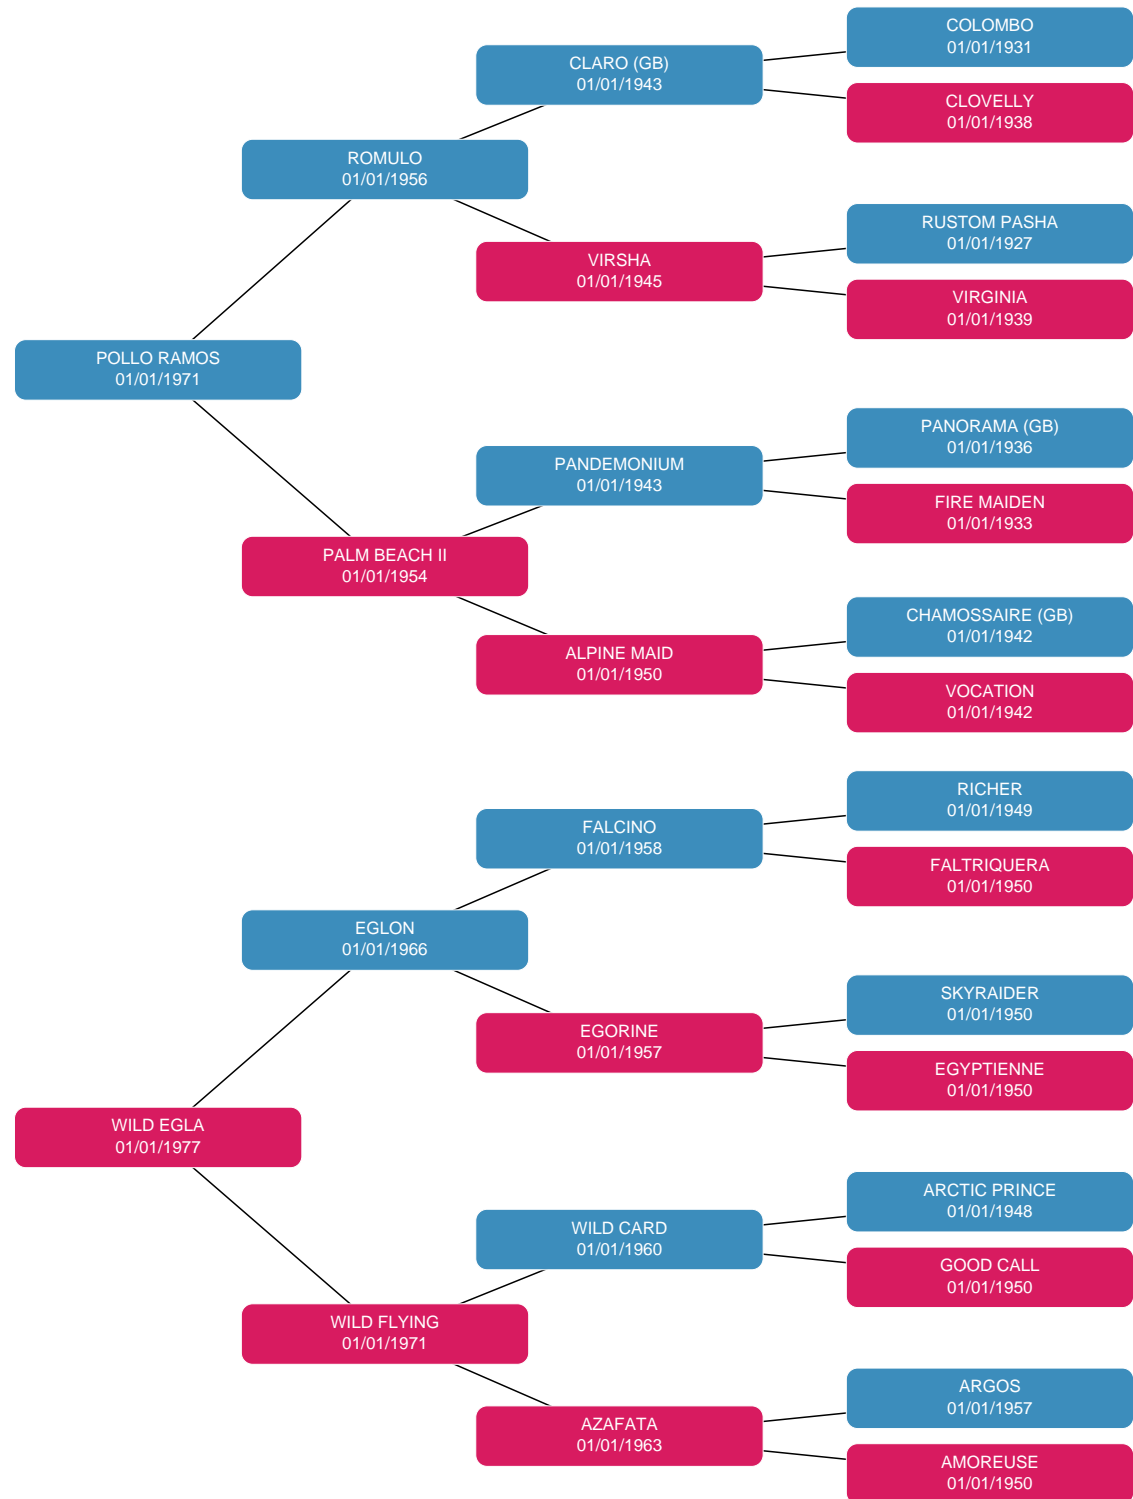 COLOMBO
01/01/1931
CLARO (GB)
01/01/1943
CLOVELLY
01/01/1938
ROMULO
01/01/1956
RUSTOM PASHA
01/01/1927
VIRSHA
01/01/1945
VIRGINIA
01/01/1939
POLLO RAMOS
01/01/1971
PANORAMA (GB)
01/01/1936
PANDEMONIUM
01/01/1943
FIRE MAIDEN
01/01/1933
PALM BEACH II
01/01/1954
CHAMOSSAIRE (GB)
01/01/1942
ALPINE MAID
01/01/1950
VOCATION
01/01/1942
RICHER
01/01/1949
FALCINO
01/01/1958
FALTRIQUERA
01/01/1950
EGLON
01/01/1966
SKYRAIDER
01/01/1950
EGORINE
01/01/1957
EGYPTIENNE
01/01/1950
WILD EGLA
01/01/1977
ARCTIC PRINCE
01/01/1948
WILD CARD
01/01/1960
GOOD CALL
01/01/1950
WILD FLYING
01/01/1971
ARGOS
01/01/1957
AZAFATA
01/01/1963
AMOREUSE
01/01/1950